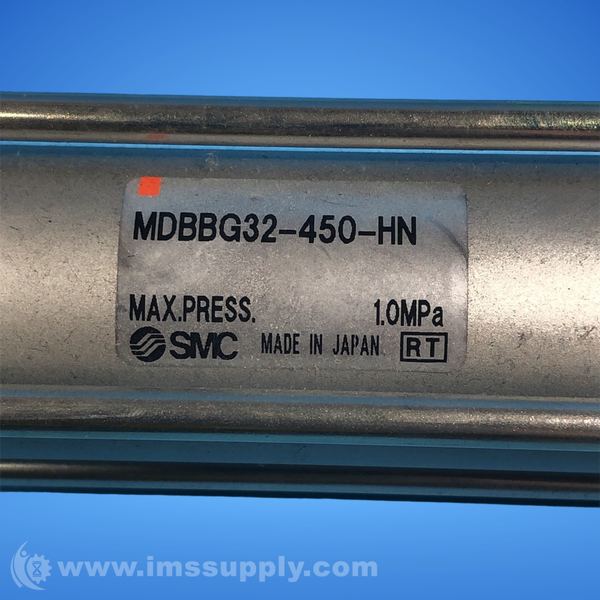 MDBBG32-450-HN
MAX.PRESS. 1.0MPa
SMC MADE IN JAPAN RT
www.imssupply.com